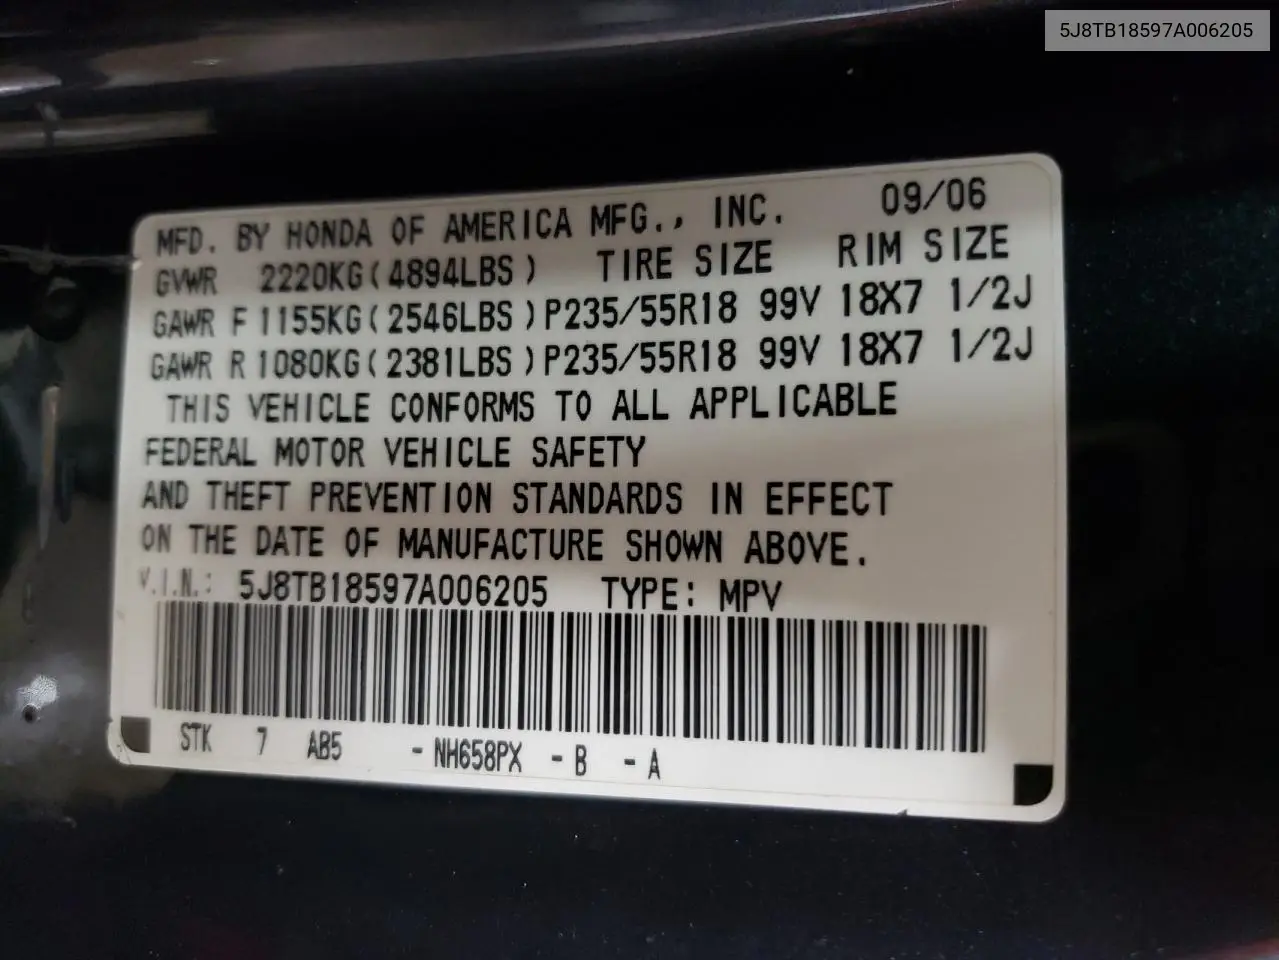 5J8TB18597A006205
MFD. BY HONDA OF AMERICA MFG., INC. 09/06
GVWR 2220KG(4894LBS) TIRE SIZE RIM SIZE
GAWR F 1155KG(2546LBS)P235/55R18 99V 18X7 1/2J
GAWR R 1080KG(2381LBS)P235/55R18 99V 18X7 1/2J
THIS VEHICLE CONFORMS TO ALL APPLICABLE
FEDERAL MOTOR VEHICLE SAFETY
AND THEFT PREVENTION STANDARDS IN EFFECT
ON THE DATE OF MANUFACTURE SHOWN ABOVE.
V.I.N.: 5J8TB18597A006205 TYPE: MPV
STK 7 AB5 -NH658PX -B -A